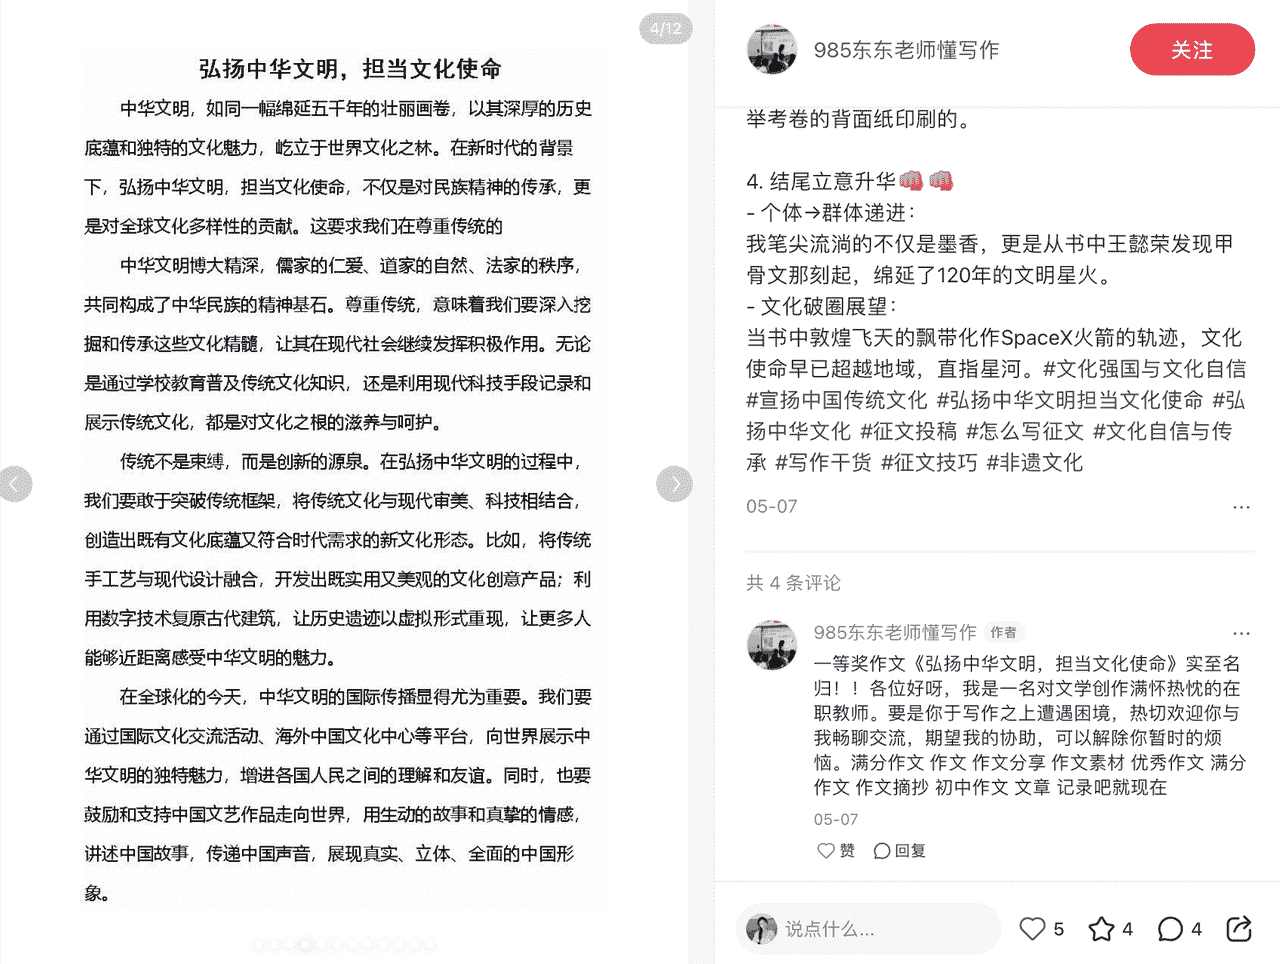 4/12
弘扬中华文明，担当文化使命
中华文明，如同一幅绵延五千年的壮丽画卷，以其深厚的历史
底蕴和独特的文化魅力，屹立于世界文化之林。在新时代的背景
下，弘扬中华文明，担当文化使命，不仅是对民族精神的传承，更
是对全球文化多样性的贡献。这要求我们在尊重传统的
中华文明博大精深，儒家的仁爱、道家的自然、法家的秩序，
共同构成了中华民族的精神基石。尊重传统，意味着我们要深入挖
掘和传承这些文化精髓，让其在现代社会继续发挥积极作用。无论
是通过学校教育普及传统文化知识，还是利用现代科技手段记录和
展示传统文化，都是对文化之根的滋养与呵护。
传统不是束缚，而是创新的源泉。在弘扬中华文明的过程中，
我们要敢于突破传统框架，将传统文化与现代审美、科技相结合，
创造出既有文化底蕴又符合时代需求的新文化形态。比如，将传统
手工艺与现代设计融合，开发出既实用又美观的文化创意产品；利
用数字技术复原古代建筑，让历史遗迹以虚拟形式重现，让更多人
能够近距离感受中华文明的魅力。
在全球化的今天，中华文明的国际传播显得尤为重要。我们要
通过国际文化交流活动、海外中国文化中心等平台，向世界展示中
华文明的独特魅力，增进各国人民之间的理解和友谊。同时，也要
鼓励和支持中国文艺作品走向世界，用生动的故事和真挚的情感，
讲述中国故事，传递中国声音，展现真实、立体、全面的中国形
象。
985东东老师懂写作
关注
举考卷的背面纸印刷的。
4. 结尾立意升华👊👊
- 个体→群体递进：
我笔尖流淌的不仅是墨香，更是从书中王懿荣发现甲
骨文那刻起，绵延了120年的文明星火。
- 文化破圈展望：
当书中敦煌飞天的飘带化作SpaceX火箭的轨迹，文化
使命早已超越地域，直指星河。#文化强国与文化自信
#宣扬中国传统文化 #弘扬中华文明担当文化使命 #弘
扬中华文化 #征文投稿 #怎么写征文 #文化自信与传
承 #写作干货 #征文技巧 #非遗文化
05-07
共 4 条评论
985东东老师懂写作 作者
一等奖作文《弘扬中华文明，担当文化使命》实至名
归！！各位好呀，我是一名对文学创作满怀热忱的在
职教师。要是你于写作之上遭遇困境，热切欢迎你与
我畅聊交流，期望我的协助，可以解除你暂时的烦
恼。满分作文 作文 作文分享 作文素材 优秀作文 满分
作文 作文摘抄 初中作文 文章 记录吧就现在
05-07
赞 回复
说点什么... 5 4 4